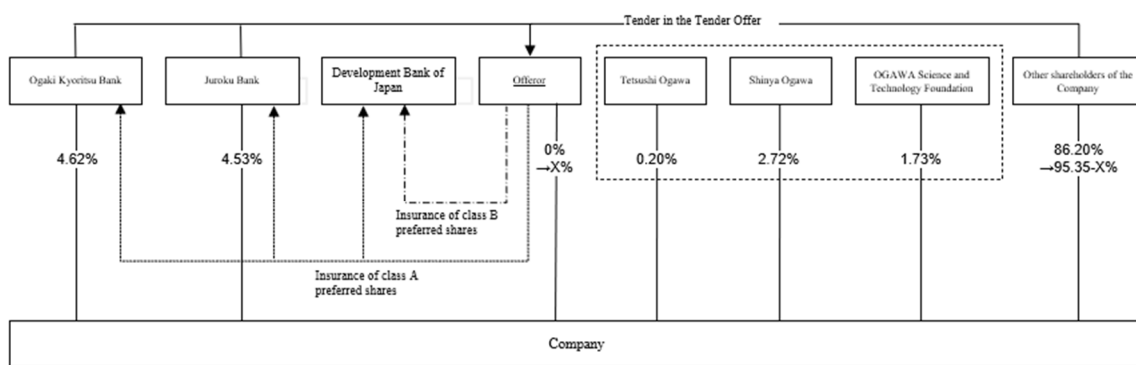 Tender in the Tender Offer
Ogaki Kyoritsu Bank
Juroku Bank
Development Bank of
Japan
Offeror
Tetsushi Ogawa
Shinya Ogawa
OGAWA Science and
Technology Foundation
Other shareholders of the
Company
4.62%
4.53%
0%
→X%
0.20%
2.72%
1.73%
86.20%
→95.35-X%
Insurance of class B
preferred shares
Insurance of class A
preferred shares
Company